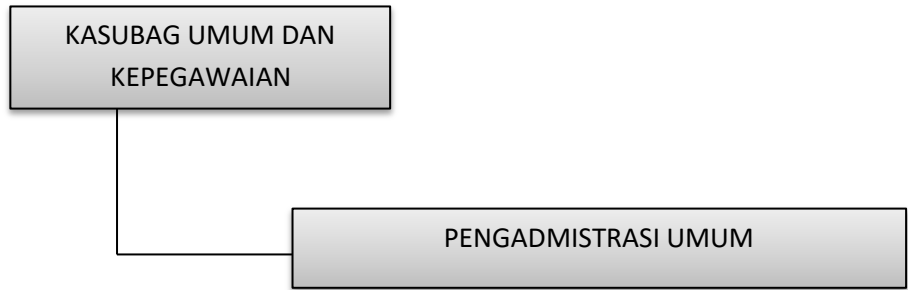 KASUBAG UMUM DAN
KEPEGAWAIAN
PENGADMISTRASI UMUM